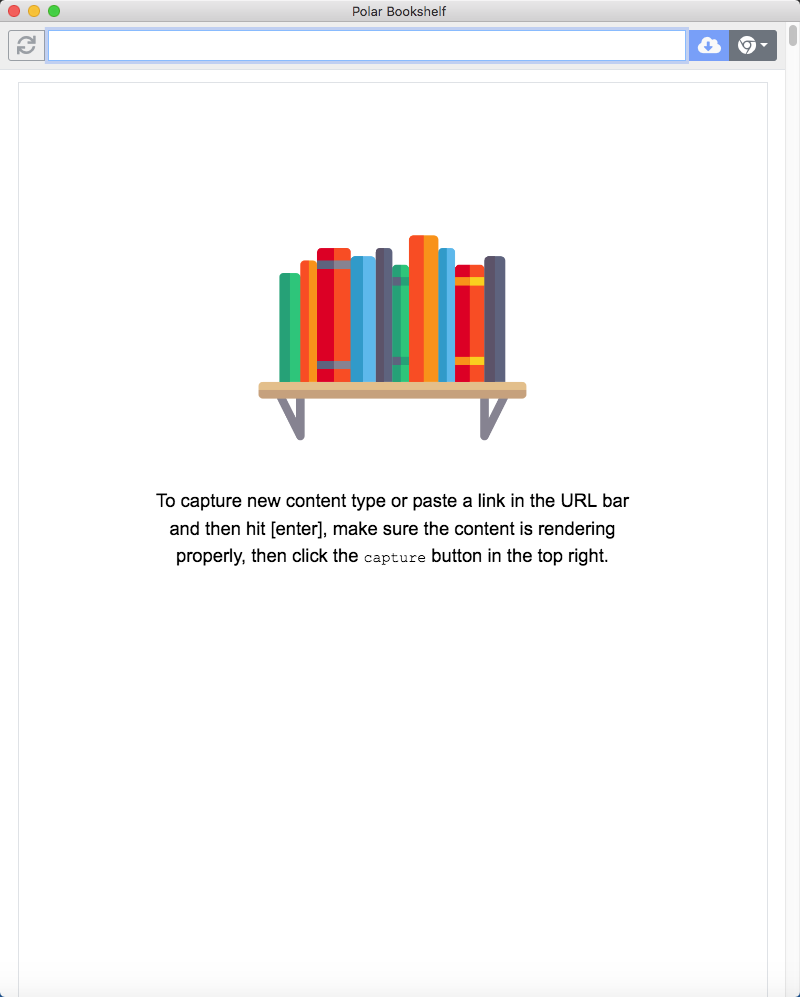 Polar Bookshelf
To capture new content type or paste a link in the URL bar
and then hit [enter], make sure the content is rendering
properly, then click the capture button in the top right.